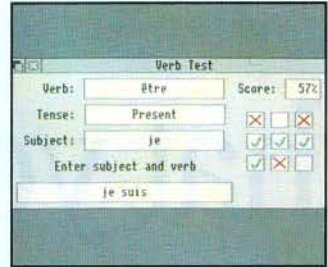 Verb Test
Verb: être Score: 57%
Tense: Present
Subject: je
Enter subject and verb
je suis